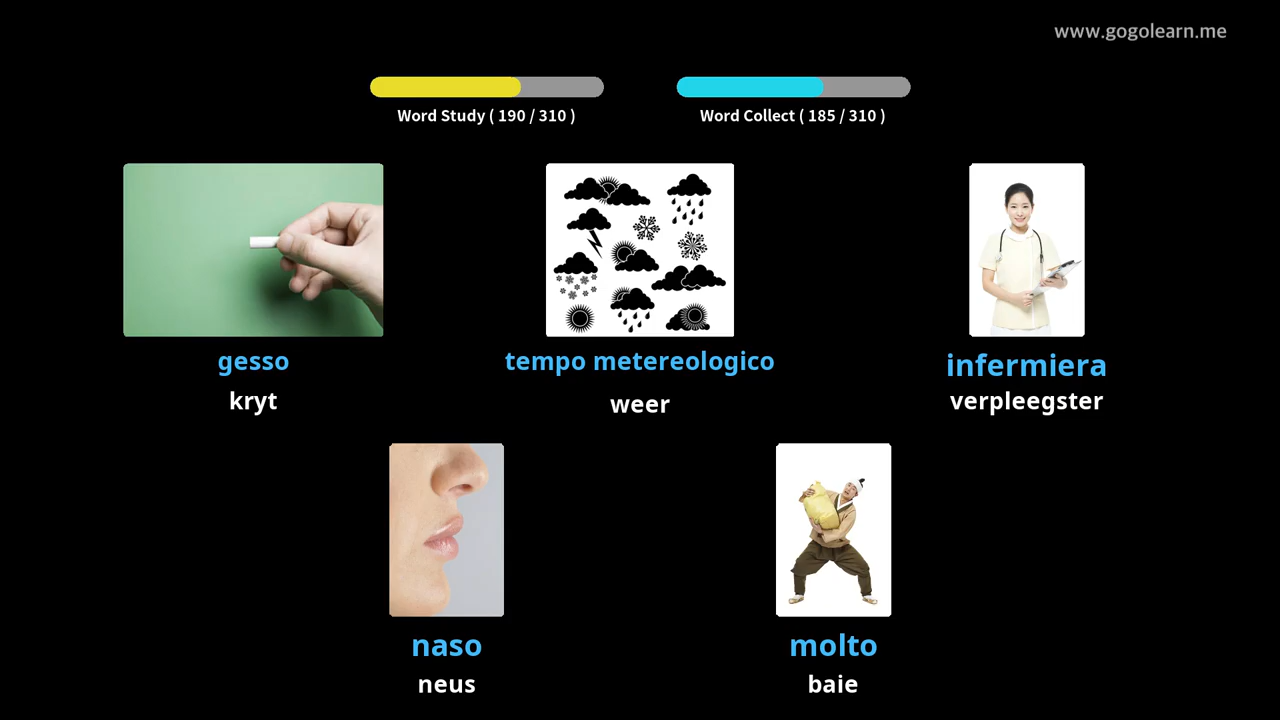 www.gogolearn.me
Word Study ( 190 / 310 )
Word Collect ( 185 / 310 )
gesso
kryt
tempo metereologico
weer
infermiera
verpleegster
naso
neus
molto
baie